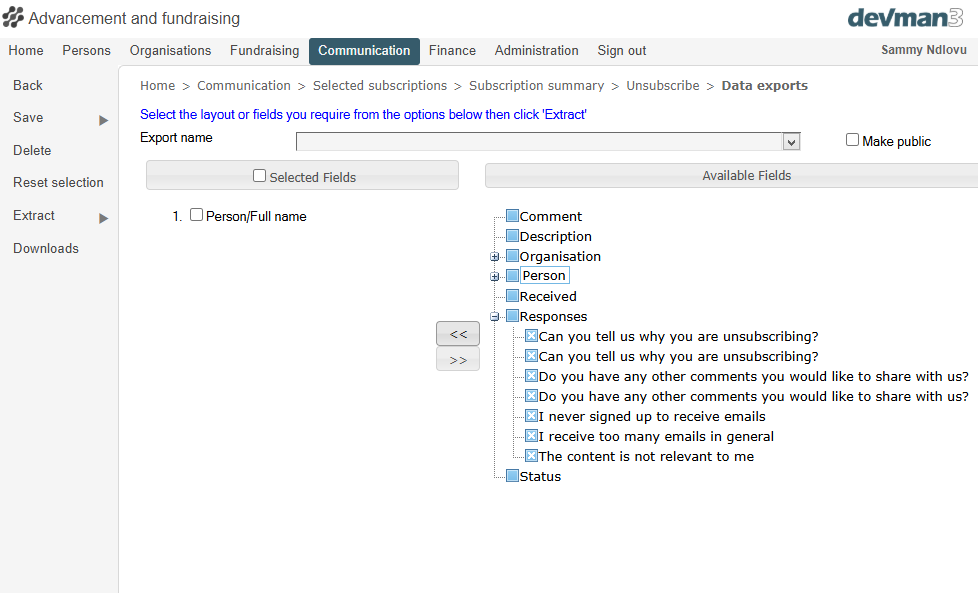 Advancement and fundraising
devman3
Home Persons Organisations Fundraising Communication Finance Administration Sign out Sammy Ndlovu
Back
Save
Delete
Reset selection
Extract
Downloads
Home > Communication > Selected subscriptions > Subscription summary > Unsubscribe > Data exports
Select the layout or fields you require from the options below then click 'Extract'
Export name
Make public
Selected Fields
Available Fields
1. Person/Full name
<<
>>
Comment
Description
Organisation
Person
Received
Responses
Can you tell us why you are unsubscribing?
Can you tell us why you are unsubscribing?
Do you have any other comments you would like to share with us?
Do you have any other comments you would like to share with us?
I never signed up to receive emails
I receive too many emails in general
The content is not relevant to me
Status